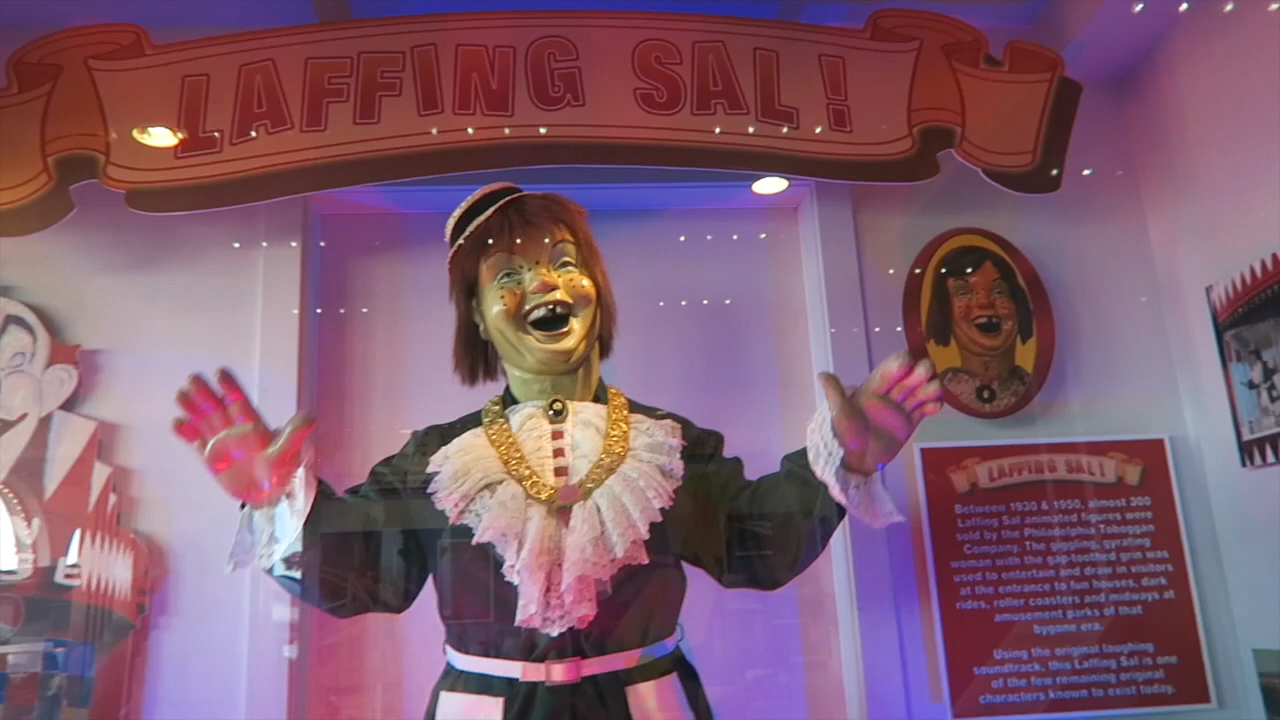 LAFFING SAL!
LAFFING SAL!
Between 1930 & 1950, almost 300
Laffing Sal animated figures were
sold by the Philadelphia Toboggan
Company. The giggling, gyrating
woman with the gap-toothed grin was
used to entertain and draw in visitors
at the entrance to fun houses, dark
rides, roller coasters and midways at
amusement parks of that
bygone era.
Using the original laughing
soundtrack, this Laffing Sal is one
of the few remaining original
characters known to exist today.